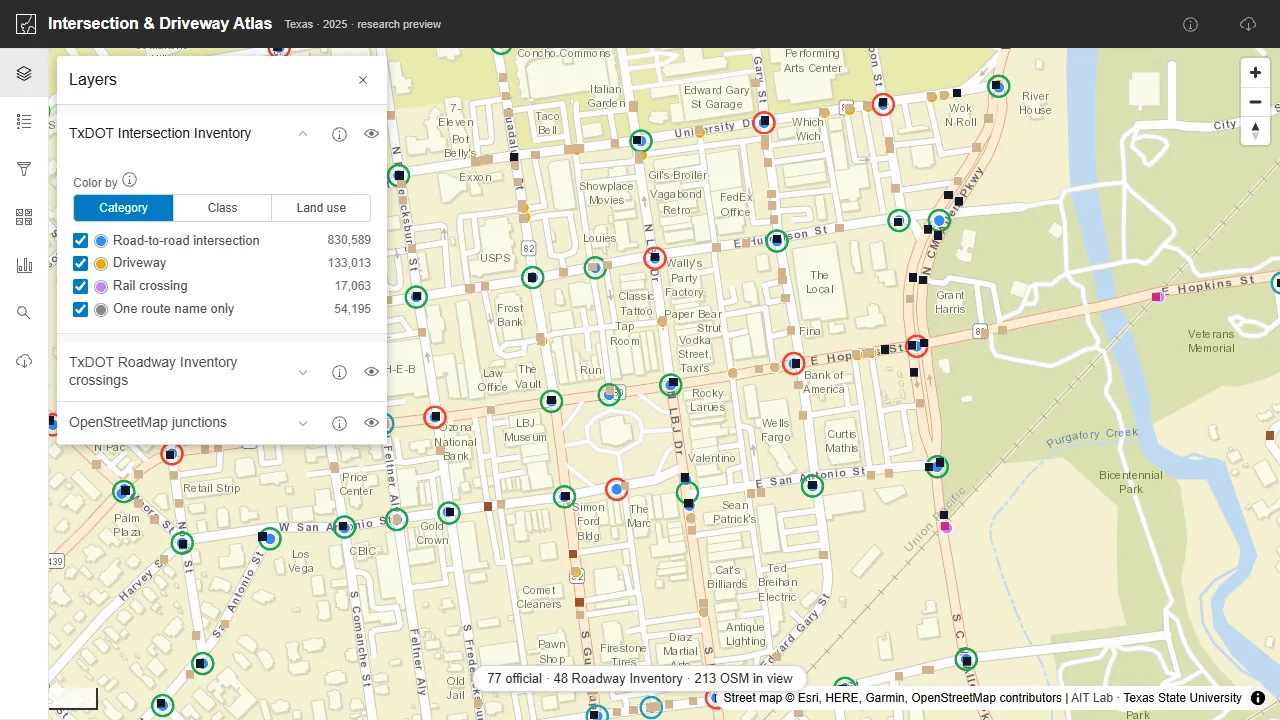 Intersection & Driveway Atlas
Texas · 2025 · research preview
Layers
TxDOT Intersection Inventory
Color by
Category
Class
Land use
Road-to-road intersection
830,589
Driveway
133,013
Rail crossing
17,063
One route name only
54,195
TxDOT Roadway Inventory
crossings
OpenStreetMap junctions
Concho Commons
Performing
Arts Center
Italian
Garden
Edward Gary
St Garage
Wok
N Roll
River
House
City
7-
Eleven
Taco
Bell
University D
Which
Wich
Pot
Belly's
Exxon
Gil's Broiler
Showplace
Movies
Vagabond
Retro
FedEx
Office
Louies
E Hu
son St
82
USPS
Wally's
Party
Factory
The
Local
Grant
Harris
E Hopkins St
Classic
Tattoo
Frost
Bank
Paper Bear
Tap
Room
Strut
Vodka
Street,
Taxi's
Fina
Veterans
Memorial
H-E-B
Law
Office
The
Vault
Run
Bank of
America
Rocky
Larues
Ozona
National
Bank
LBJ
Museum
LBJ Dr
Wells
Fargo
Curtis
Mathis
Purgatory Creek
N Pac
Retail Strip
Price
Center
Valentino
E San Antonio St
Bicentennial
Park
Palm
Plaza
Feltner Aly
Simon
Ford
Bldg
The
Marc
Sean
Patrick's
Union Pacific
W San Antonio St
Gold
Crown
CBIC
Los
Vega
439
Harvey S
S Comanche St
Cat's
Billiards
Ted
Breihan
Electric
Comet
Cleaners
Antique
Lighting
Pawn
Shop
Firestone
Tires
Diaz
Martial
Arts
Old
Jail
77 official · 48 Roadway Inventory · 213 OSM in view
Street map © Esri, HERE, Garmin, OpenStreetMap contributors | AIT Lab · Texas State University
Park